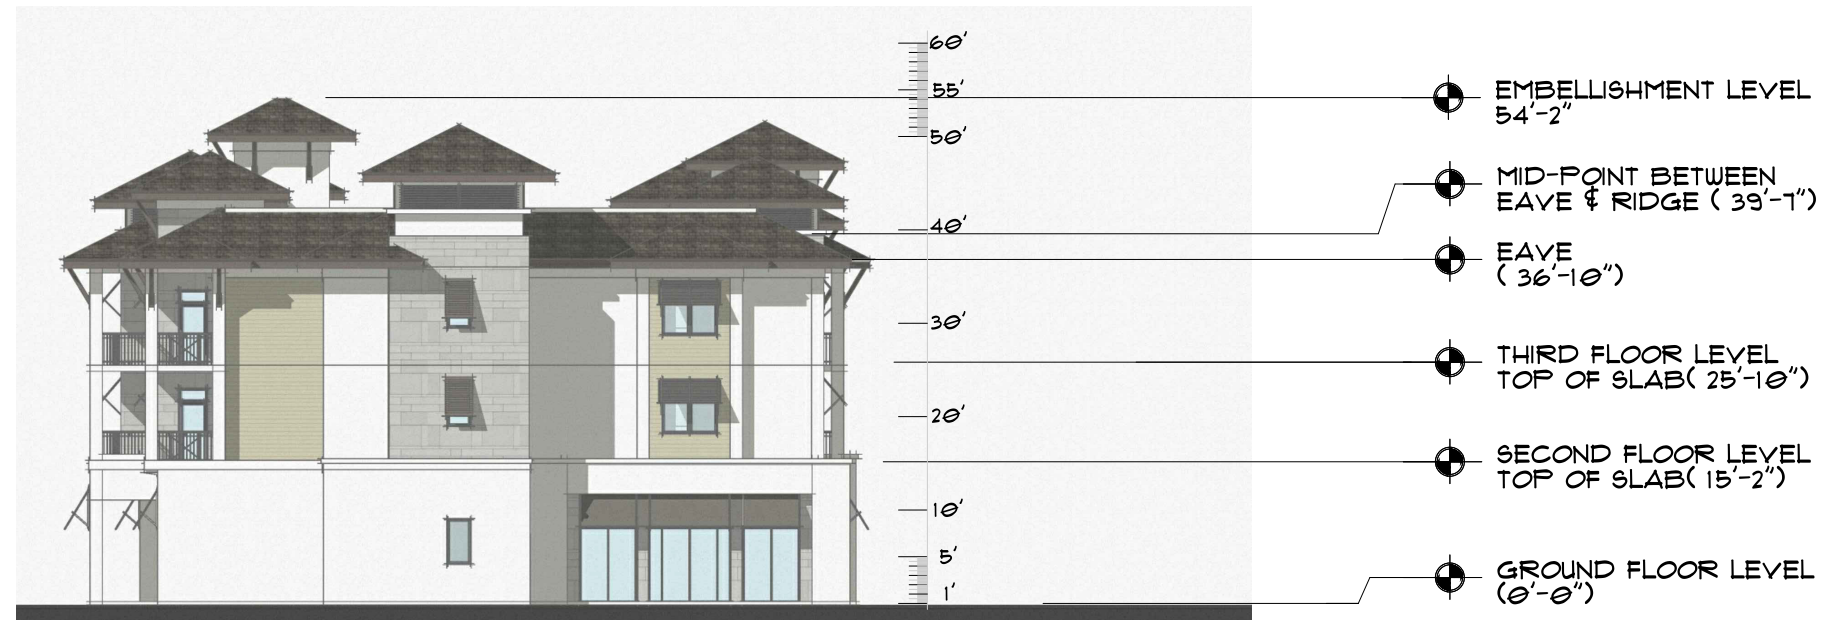 60'
55'
50'
40'
30'
20'
10'
5'
1'
EMBELLISHMENT LEVEL
54'-2"
MID-POINT BETWEEN
EAVE & RIDGE ( 39'-7")
EAVE
( 36'-10")
THIRD FLOOR LEVEL
TOP OF SLAB( 25'-10")
SECOND FLOOR LEVEL
TOP OF SLAB( 15'-2")
GROUND FLOOR LEVEL
(0'-0")